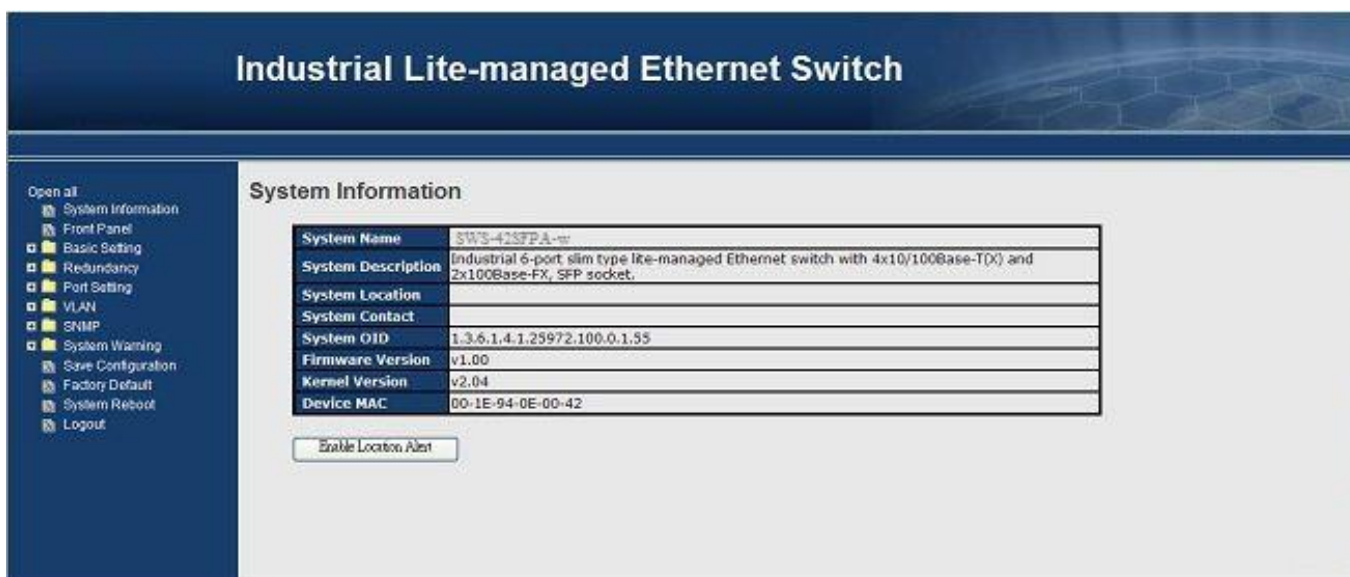 Industrial Lite-managed Ethernet Switch
Open all
System Information
Front Panel
Basic Setting
Redundancy
Port Setting
VLAN
SNMP
System Warning
Save Configuration
Factory Default
System Reboot
Logout
System Information
System Name SWS-42SFPA-w
System Description Industrial 6-port slim type lite-managed Ethernet switch with 4x10/100Base-T(X) and
2x100Base-FX, SFP socket.
System Location
System Contact
System OID 1.3.6.1.4.1.25972.100.0.1.55
Firmware Version v1.00
Kernel Version v2.04
Device MAC 00-1E-94-0E-00-42
Enable Location Alert